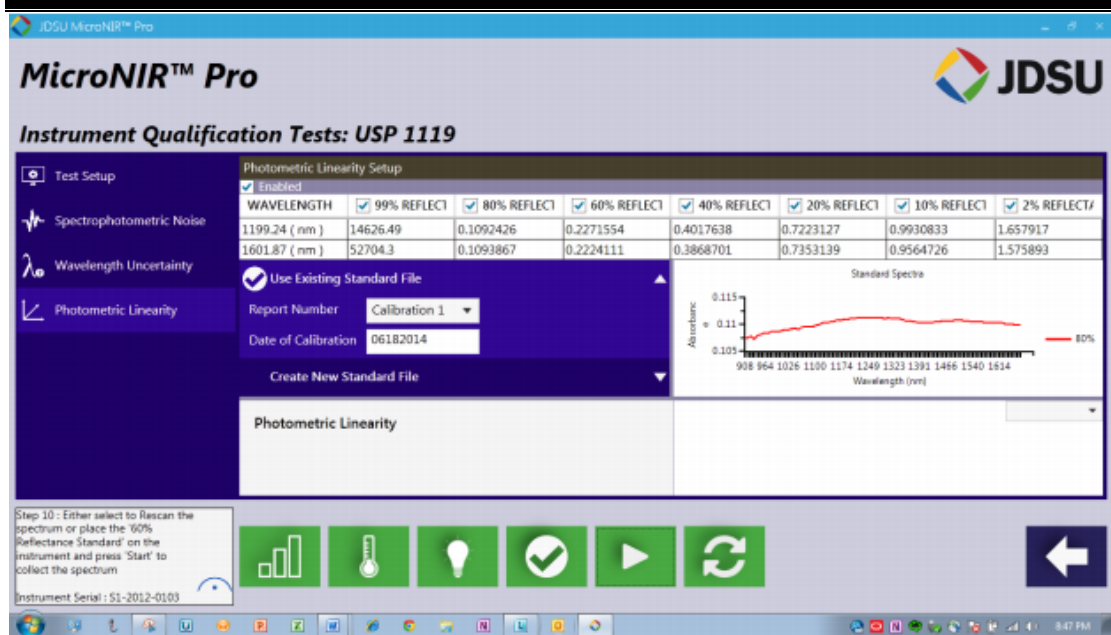 JDSU MicroNIR™ Pro
MicroNIR™ Pro
JDSU
Instrument Qualification Tests: USP 1119
Test Setup
Spectrophotometric Noise
Wavelength Uncertainty
Photometric Linearity
Photometric Linearity Setup
Enabled
WAVELENGTH 99% REFLECT 80% REFLECT 60% REFLECT 40% REFLECT 20% REFLECT 10% REFLECT 2% REFLECTA
1199.24 ( nm ) 14626.49 0.1092426 0.2271554 0.4017638 0.7223127 0.9930833 1.657917
1601.87 ( nm ) 52704.3 0.1093867 0.2224111 0.3868701 0.7353139 0.9564726 1.575893
Use Existing Standard File
Report Number Calibration 1
Date of Calibration 06182014
Create New Standard File
Standard Spectra
Absorbanc
e
0.115
0.11
0.105
80%
908 964 1026 1100 1174 1249 1323 1391 1466 1540 1614
Wavelength (nm)
Photometric Linearity
Step 10 : Either select to Rescan the
spectrum or place the '60%
Reflectance Standard' on the
instrument and press 'Start' to
collect the spectrum
Instrument Serial : S1-2012-0103
8:47 PM